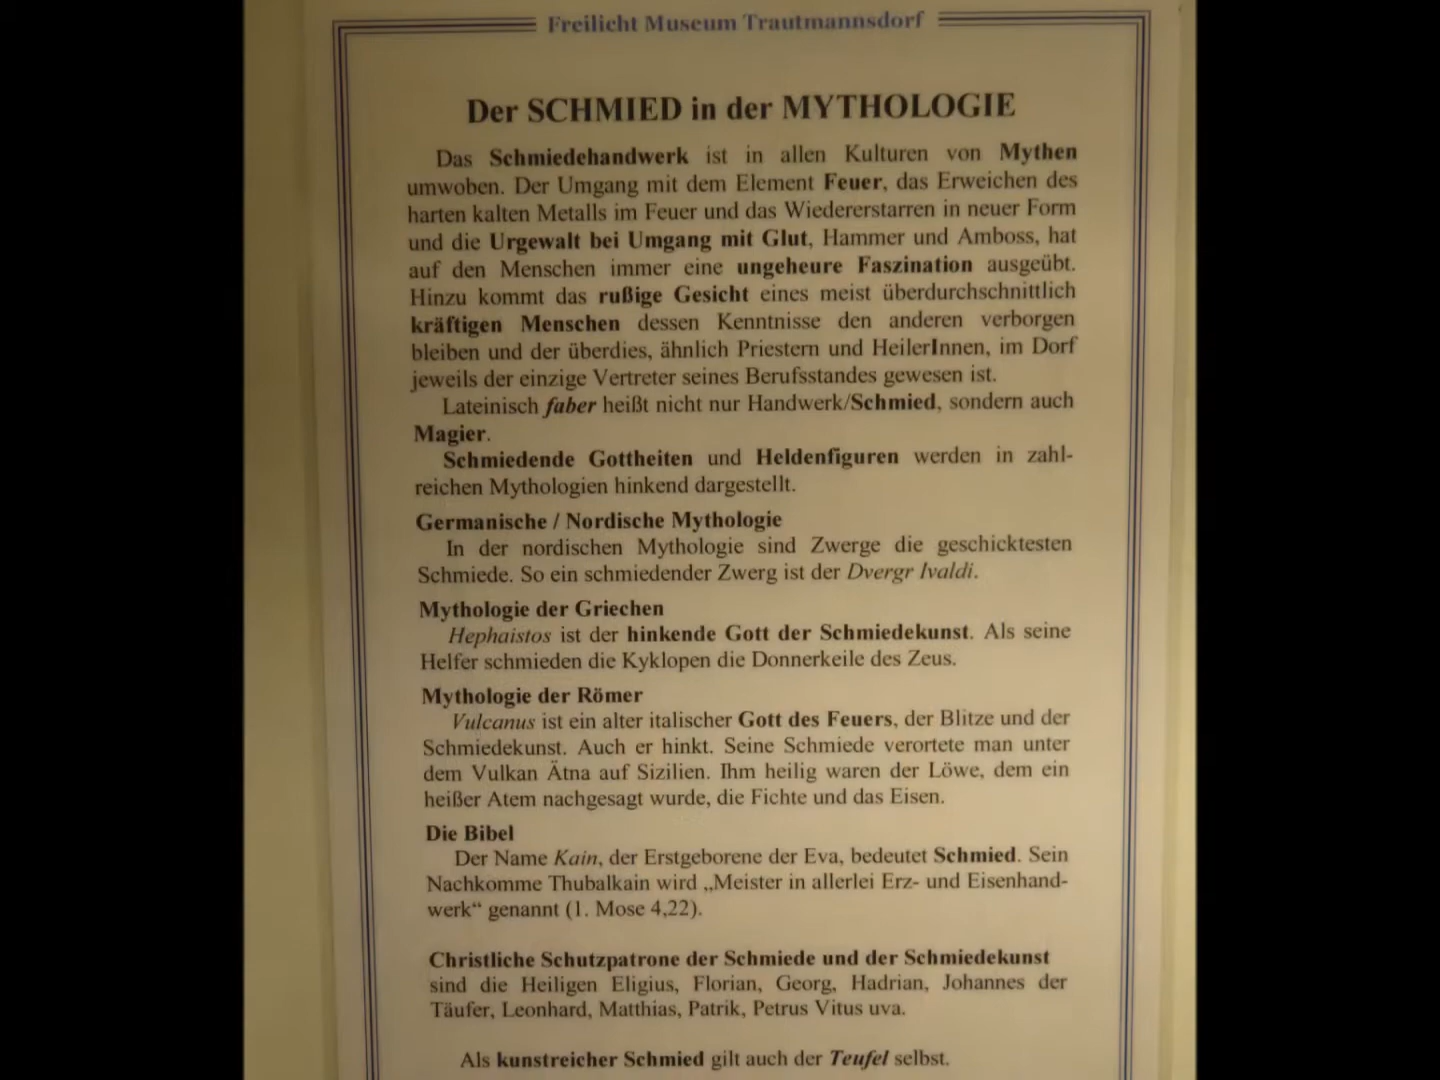 Freilicht Museum Trautmannsdorf
Der SCHMIED in der MYTHOLOGIE
Das Schmiedehandwerk ist in allen Kulturen von Mythen
umwoben. Der Umgang mit dem Element Feuer, das Erweichen des
harten kalten Metalls im Feuer und das Wiedererstarren in neuer Form
und die Urgewalt bei Umgang mit Glut, Hammer und Amboss, hat
auf den Menschen immer eine ungeheure Faszination ausgeübt.
Hinzu kommt das rußige Gesicht eines meist überdurchschnittlich
kräftigen Menschen dessen Kenntnisse den anderen verborgen
bleiben und der überdies, ähnlich Priestern und HeilerInnen, im Dorf
jeweils der einzige Vertreter seines Berufsstandes gewesen ist.
Lateinisch faber heißt nicht nur Handwerk/Schmied, sondern auch
Magier.
Schmiedende Gottheiten und Heldenfiguren werden in zahl-
reichen Mythologien hinkend dargestellt.
Germanische / Nordische Mythologie
In der nordischen Mythologie sind Zwerge die geschicktesten
Schmiede. So ein schmiedender Zwerg ist der Dvergr Ivaldi.
Mythologie der Griechen
Hephaistos ist der hinkende Gott der Schmiedekunst. Als seine
Helfer schmieden die Kyklopen die Donnerkeile des Zeus.
Mythologie der Römer
Vulcanus ist ein alter italischer Gott des Feuers, der Blitze und der
Schmiedekunst. Auch er hinkt. Seine Schmiede verortete man unter
dem Vulkan Ätna auf Sizilien. Ihm heilig waren der Löwe, dem ein
heißer Atem nachgesagt wurde, die Fichte und das Eisen.
Die Bibel
Der Name Kain, der Erstgeborene der Eva, bedeutet Schmied. Sein
Nachkomme Thubalkain wird „Meister in allerlei Erz- und Eisenhand-
werk“ genannt (1. Mose 4,22).
Christliche Schutzpatrone der Schmiede und der Schmiedekunst
sind die Heiligen Eligius, Florian, Georg, Hadrian, Johannes der
Täufer, Leonhard, Matthias, Patrik, Petrus Vitus uva.
Als kunstreicher Schmied gilt auch der Teufel selbst.